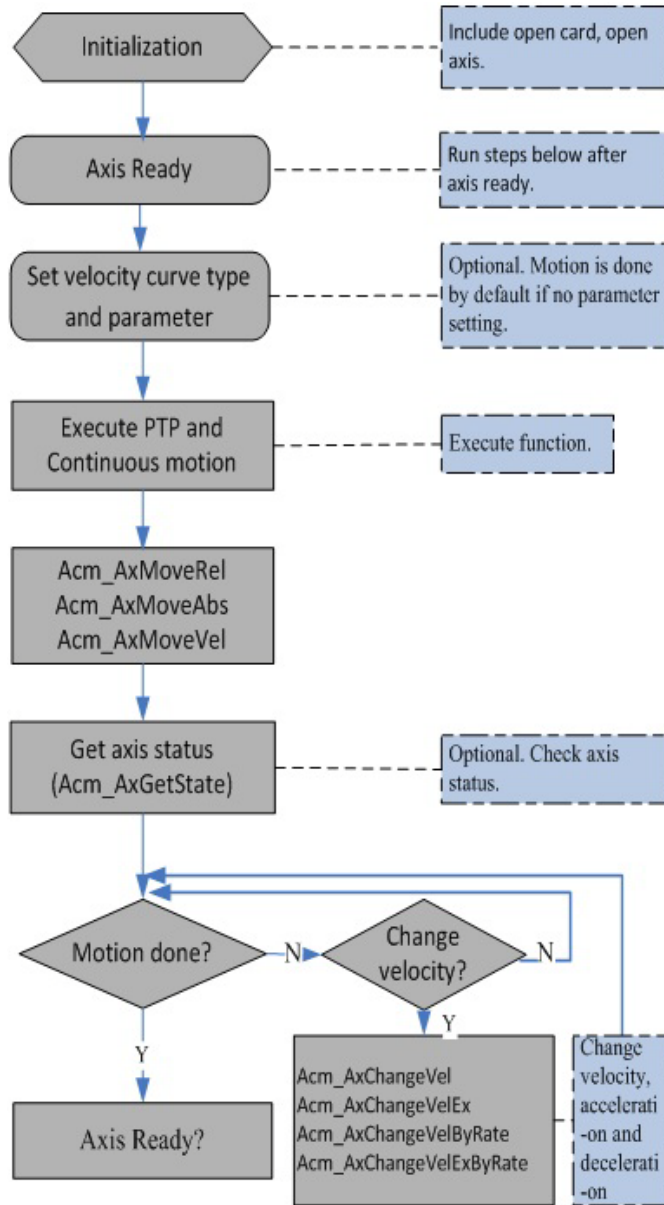 Initialization
Include open card, open
axis.
Axis Ready
Run steps below after
axis ready.
Set velocity curve type
and parameter
Optional. Motion is done
by default if no parameter
setting.
Execute PTP and
Continuous motion
Execute function.
Acm_AxMoveRel
Acm_AxMoveAbs
Acm_AxMoveVel
Get axis status
(Acm_AxGetState)
Optional. Check axis
status.
Motion done?
N
Change
velocity?
N
Y
Y
Axis Ready?
Acm_AxChangeVel
Acm_AxChangeVelEx
Acm_AxChangeVelByRate
Acm_AxChangeVelExByRate
Change
velocity,
accelerati
-on and
decelerati
-on